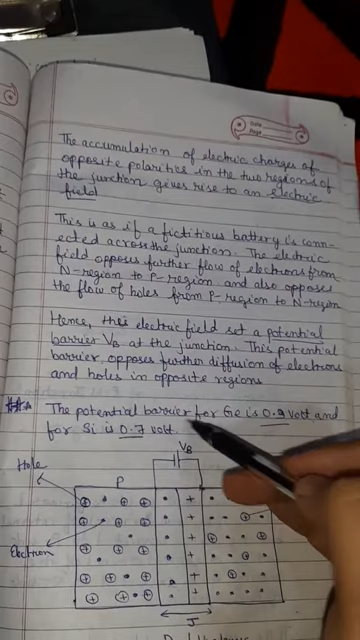 Date
Page
The accumulation of electric charges of
opposite polarities in the two regions of
the junction gives rise to an electric
field
This is as if a fictitious battery is conn-
ected across the junction. The electric
field opposes further flow of electrons from
N-region to P-region and also opposes
the flow of holes from P-region to N-region
Hence, this electric field set a potential
barrier VB at the junction. This potential
barrier, opposes further diffusion of electrons
and holes in opposite regions
The potential barrier for Ge is 0.3 volt and
for Si is 0.7 volt.
VB
Hole
P
Electron
J